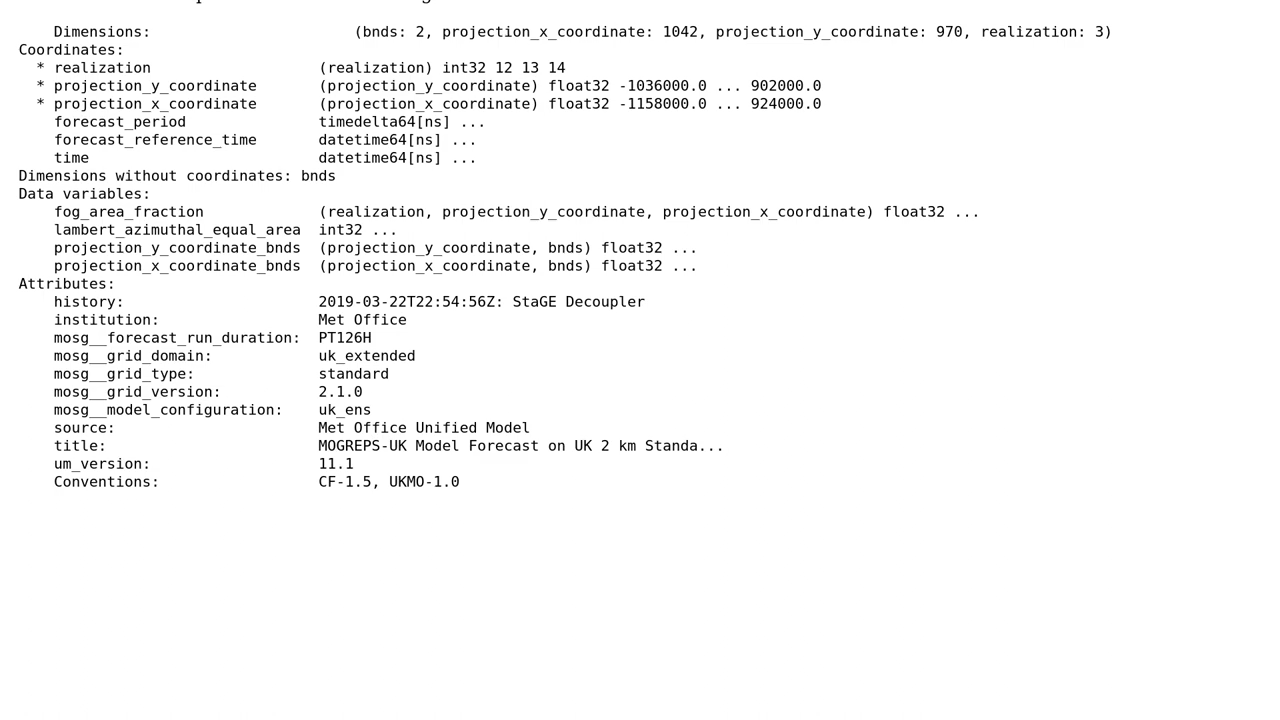 Dimensions: (bnds: 2, projection_x_coordinate: 1042, projection_y_coordinate: 970, realization: 3)
Coordinates:
* realization (realization) int32 12 13 14
* projection_y_coordinate (projection_y_coordinate) float32 -1036000.0 ... 902000.0
* projection_x_coordinate (projection_x_coordinate) float32 -1158000.0 ... 924000.0
forecast_period timedelta64[ns] ...
forecast_reference_time datetime64[ns] ...
time datetime64[ns] ...
Dimensions without coordinates: bnds
Data variables:
fog_area_fraction (realization, projection_y_coordinate, projection_x_coordinate) float32 ...
lambert_azimuthal_equal_area int32 ...
projection_y_coordinate_bnds (projection_y_coordinate, bnds) float32 ...
projection_x_coordinate_bnds (projection_x_coordinate, bnds) float32 ...
Attributes:
history: 2019-03-22T22:54:56Z: StaGE Decoupler
institution: Met Office
mosg__forecast_run_duration: PT126H
mosg__grid_domain: uk_extended
mosg__grid_type: standard
mosg__grid_version: 2.1.0
mosg__model_configuration: uk_ens
source: Met Office Unified Model
title: MOGREPS-UK Model Forecast on UK 2 km Standa...
um_version: 11.1
Conventions: CF-1.5, UKMO-1.0